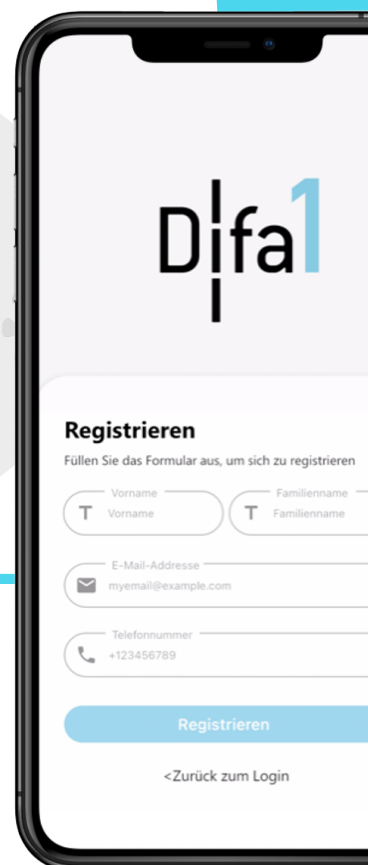 Difa1
Registrieren
Füllen Sie das Formular aus, um sich zu registrieren
Vorname Familienname
T Vorname T Familienname
E-Mail-Addresse
myemail@example.com
Telefonnummer
+123456789
Registrieren
<Zurück zum Login